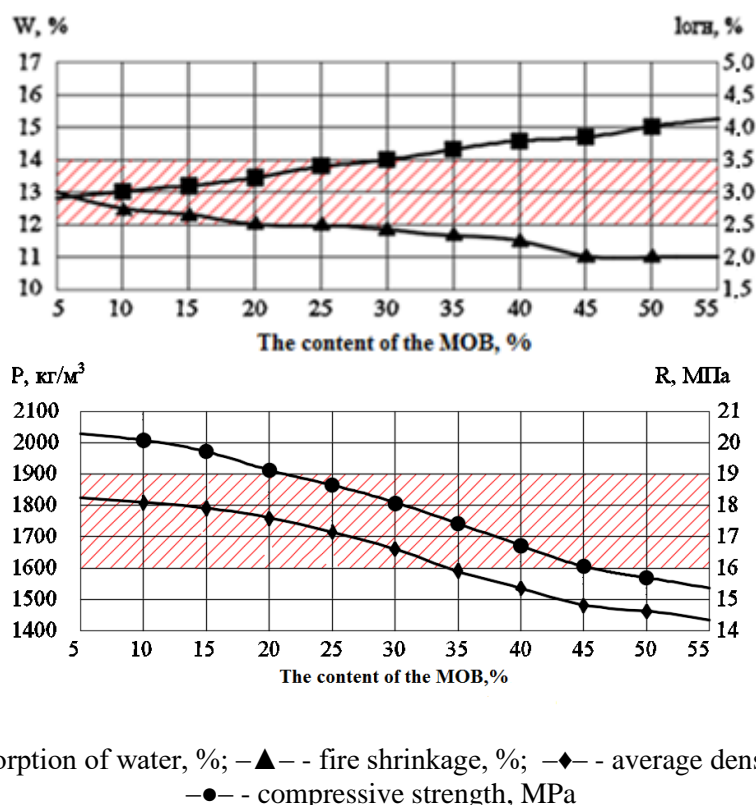 W, % lогн, %
17 5,0
16 4,5
15 4,0
14 3,5
13 3,0
12 2,5
11 2,0
10 1,5
5 10 15 20 25 30 35 40 45 50 55
The content of the MOB, %
P, кг/м³ R, МПа
2100 21
2000 20
1900 19
1800 18
1700 17
1600 16
1500 15
1400 14
5 10 15 20 25 30 35 40 45 50 55
The content of the MOB,%
orption of water, %; –▲– - fire shrinkage, %; –♦– - average dens
–●– - compressive strength, MPa